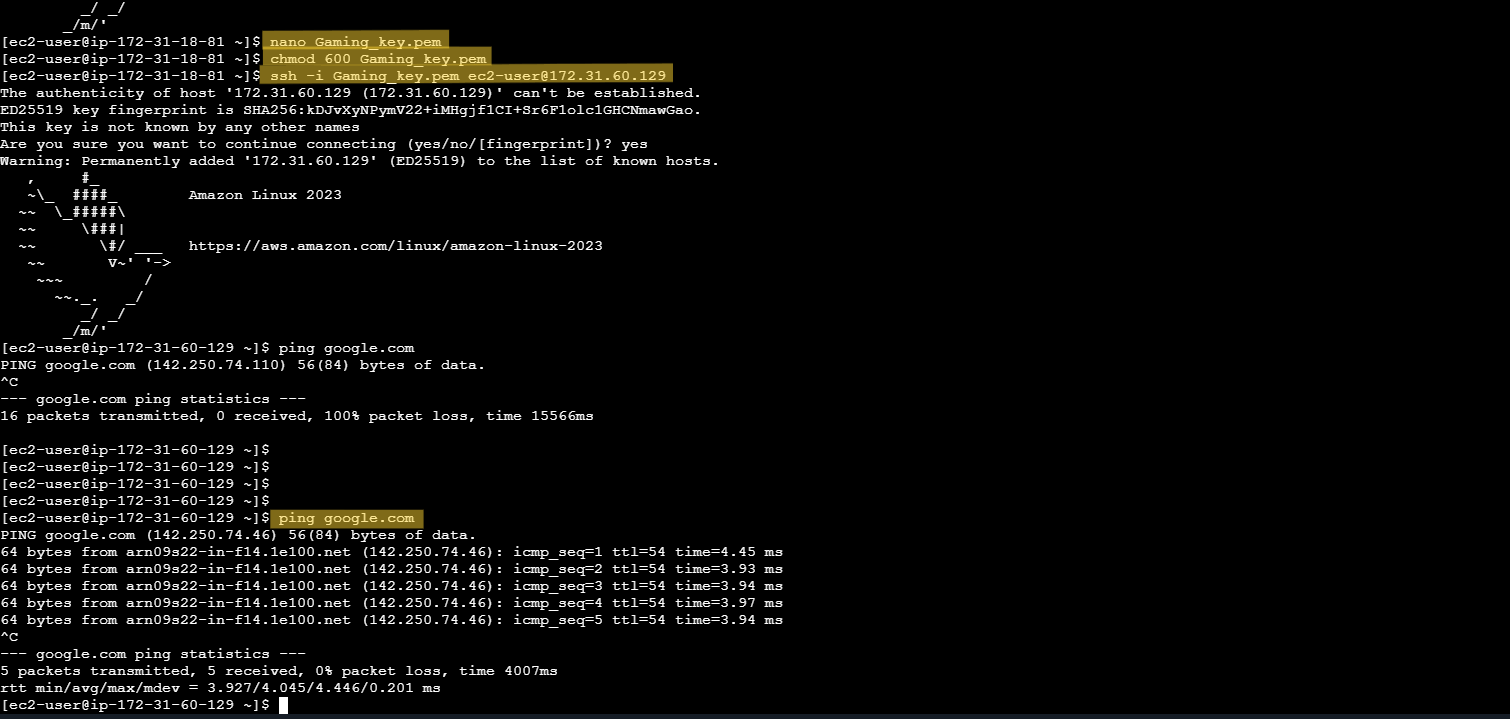 _/ _/
      _/m/'
[ec2-user@ip-172-31-18-81 ~]$ nano Gaming_key.pem
[ec2-user@ip-172-31-18-81 ~]$ chmod 600 Gaming_key.pem
[ec2-user@ip-172-31-18-81 ~]$ ssh -i Gaming_key.pem ec2-user@172.31.60.129
The authenticity of host '172.31.60.129 (172.31.60.129)' can't be established.
ED25519 key fingerprint is SHA256:kDJvXyNPymV22+iMHgjf1CI+Sr6F1olc1GHCNmawGao.
This key is not known by any other names
Are you sure you want to continue connecting (yes/no/[fingerprint])? yes
Warning: Permanently added '172.31.60.129' (ED25519) to the list of known hosts.
   ,     #_
   ~\_  ####_        Amazon Linux 2023
  ~~  \_#####\
  ~~     \###|
  ~~       \#/ ___   https://aws.amazon.com/linux/amazon-linux-2023
   ~~       V~' '->
    ~~~         /
      ~~._.   _/
         _/ _/
       _/m/'
[ec2-user@ip-172-31-60-129 ~]$ ping google.com
PING google.com (142.250.74.110) 56(84) bytes of data.
^C
--- google.com ping statistics ---
16 packets transmitted, 0 received, 100% packet loss, time 15566ms

[ec2-user@ip-172-31-60-129 ~]$
[ec2-user@ip-172-31-60-129 ~]$
[ec2-user@ip-172-31-60-129 ~]$
[ec2-user@ip-172-31-60-129 ~]$
[ec2-user@ip-172-31-60-129 ~]$ ping google.com
PING google.com (142.250.74.46) 56(84) bytes of data.
64 bytes from arn09s22-in-f14.1e100.net (142.250.74.46): icmp_seq=1 ttl=54 time=4.45 ms
64 bytes from arn09s22-in-f14.1e100.net (142.250.74.46): icmp_seq=2 ttl=54 time=3.93 ms
64 bytes from arn09s22-in-f14.1e100.net (142.250.74.46): icmp_seq=3 ttl=54 time=3.94 ms
64 bytes from arn09s22-in-f14.1e100.net (142.250.74.46): icmp_seq=4 ttl=54 time=3.97 ms
64 bytes from arn09s22-in-f14.1e100.net (142.250.74.46): icmp_seq=5 ttl=54 time=3.94 ms
^C
--- google.com ping statistics ---
5 packets transmitted, 5 received, 0% packet loss, time 4007ms
rtt min/avg/max/mdev = 3.927/4.045/4.446/0.201 ms
[ec2-user@ip-172-31-60-129 ~]$